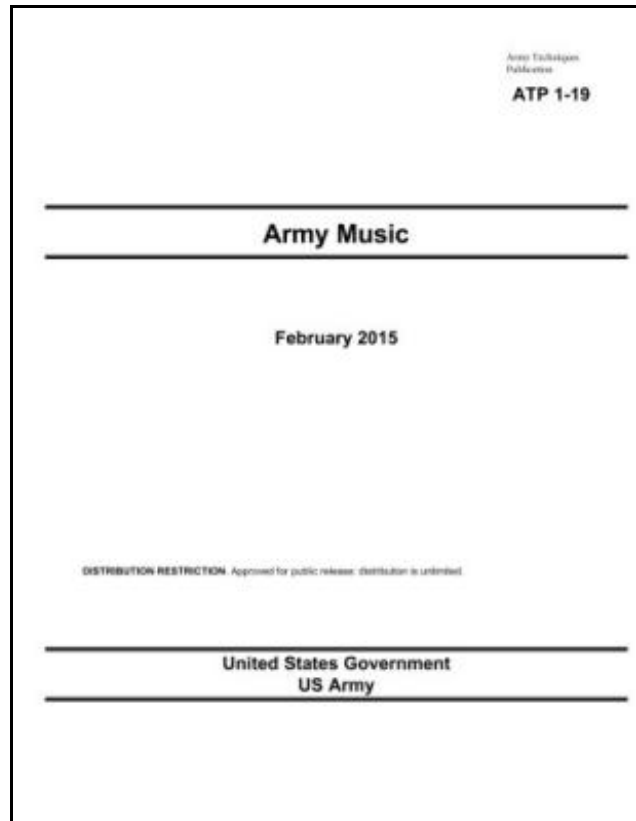 Army Techniques
Publication
ATP 1-19
Army Music
February 2015
DISTRIBUTION RESTRICTION. Approved for public release: distribution is unlimited.
United States Government
US Army